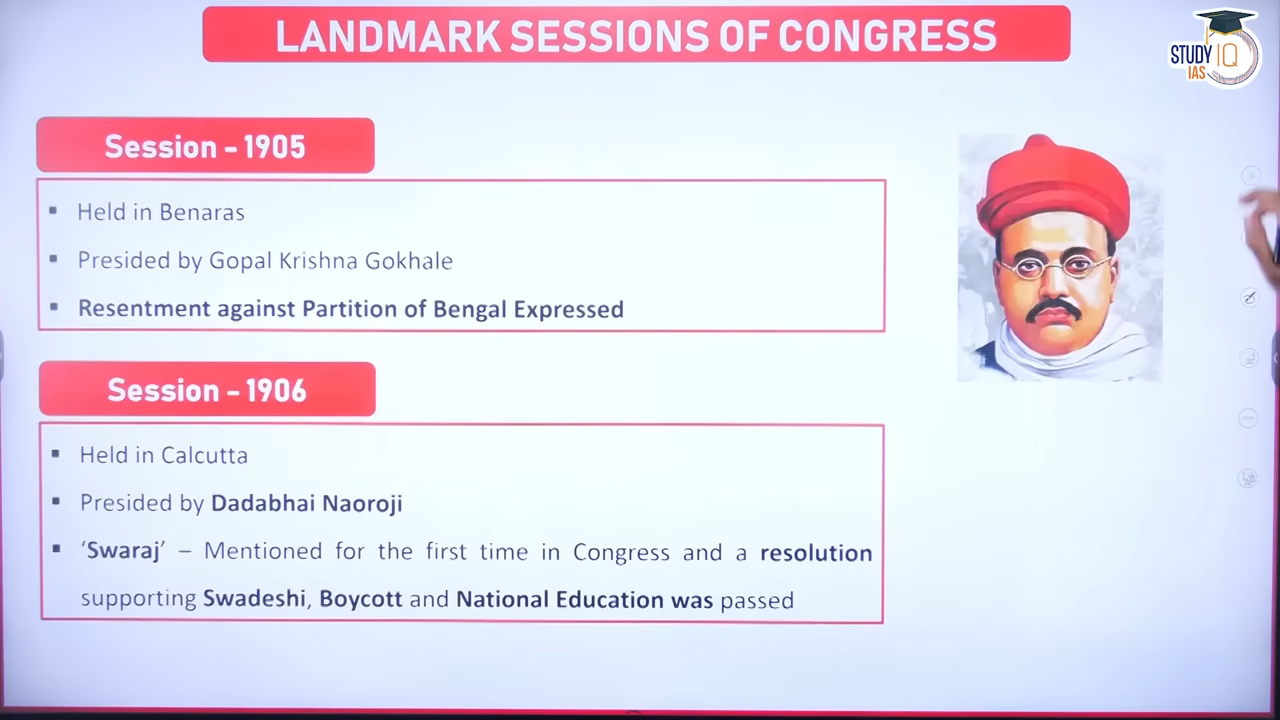 LANDMARK SESSIONS OF CONGRESS
STUDY IQ
IAS
Session - 1905
▪ Held in Benaras
▪ Presided by Gopal Krishna Gokhale
▪ Resentment against Partition of Bengal Expressed
Session - 1906
▪ Held in Calcutta
▪ Presided by Dadabhai Naoroji
▪ ‘Swaraj’ – Mentioned for the first time in Congress and a resolution
supporting Swadeshi, Boycott and National Education was passed